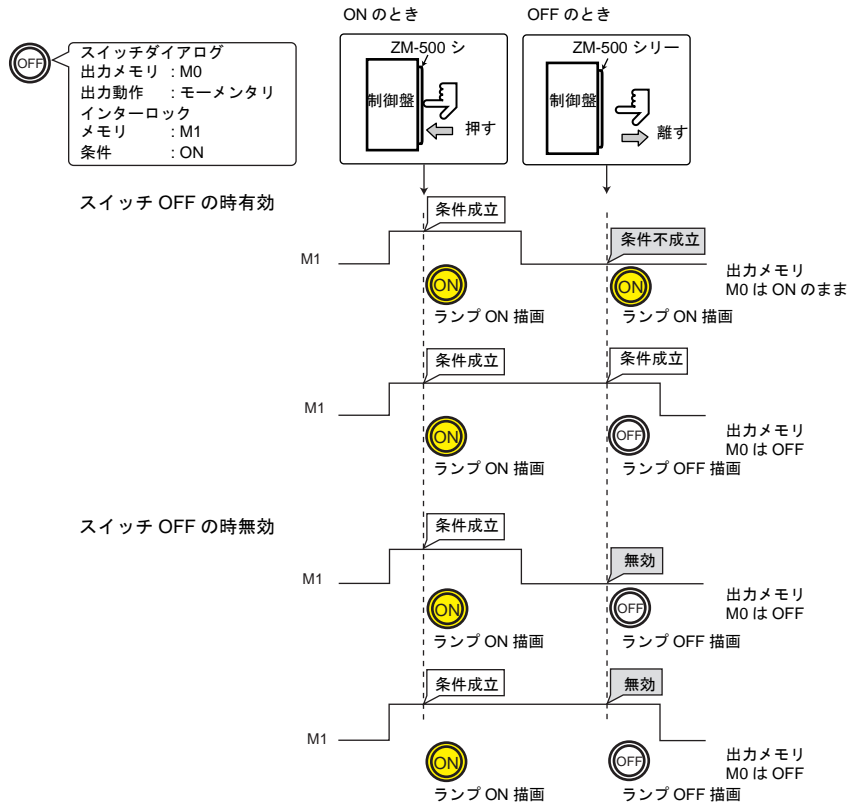 ON のとき
OFF のとき
OFF
スイッチダイアログ
出力メモリ : M0
出力動作 : モーメンタリ
インターロック
メモリ : M1
条件 : ON
ZM-500 シ
制御盤
押す
ZM-500 シリー
制御盤
離す
スイッチ OFF の時有効
条件成立
条件不成立
M1
ON
ON
出力メモリ
M0 は ON のまま
ランプ ON 描画
ランプ ON 描画
条件成立
条件成立
M1
ON
OFF
出力メモリ
M0 は OFF
ランプ ON 描画
ランプ OFF 描画
スイッチ OFF の時無効
条件成立
無効
M1
ON
OFF
出力メモリ
M0 は OFF
ランプ ON 描画
ランプ OFF 描画
条件成立
無効
M1
ON
OFF
出力メモリ
M0 は OFF
ランプ ON 描画
ランプ OFF 描画